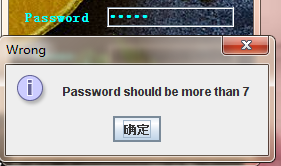 Password •••••
Wrong
Password should be more than 7
确定